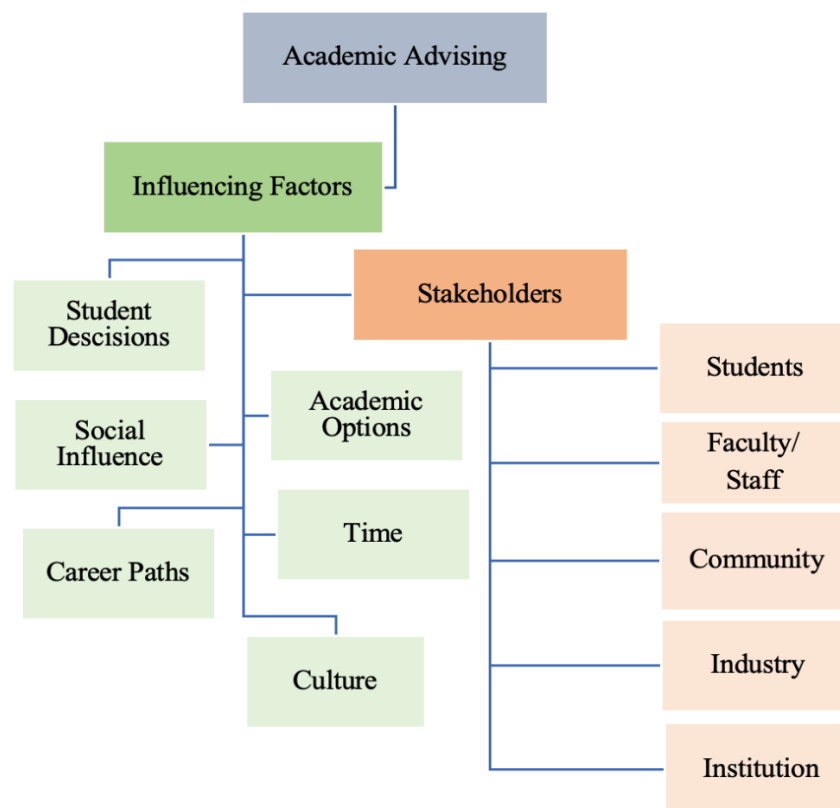 Academic Advising
Influencing Factors
Stakeholders
Student
Descisions
Students
Academic
Options
Social
Influence
Faculty/
Staff
Time
Career Paths
Community
Culture
Industry
Institution